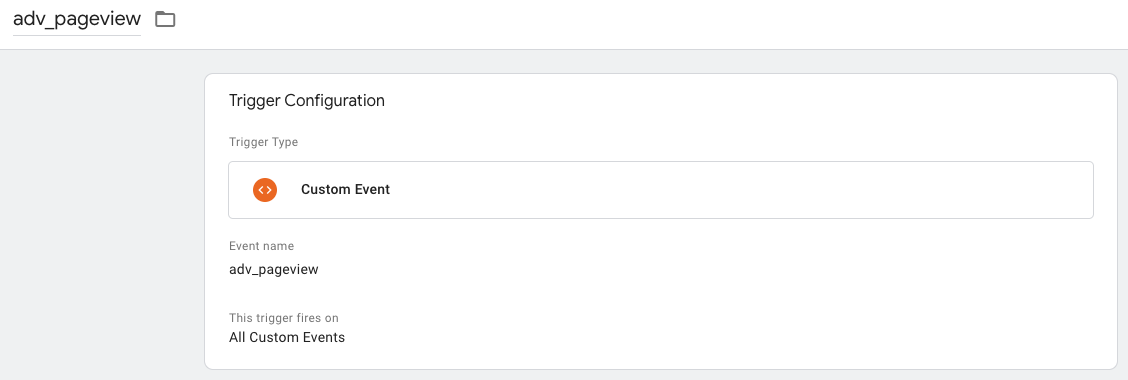 adv_pageview
Trigger Configuration
Trigger Type
Custom Event
Event name
adv_pageview
This trigger fires on
All Custom Events